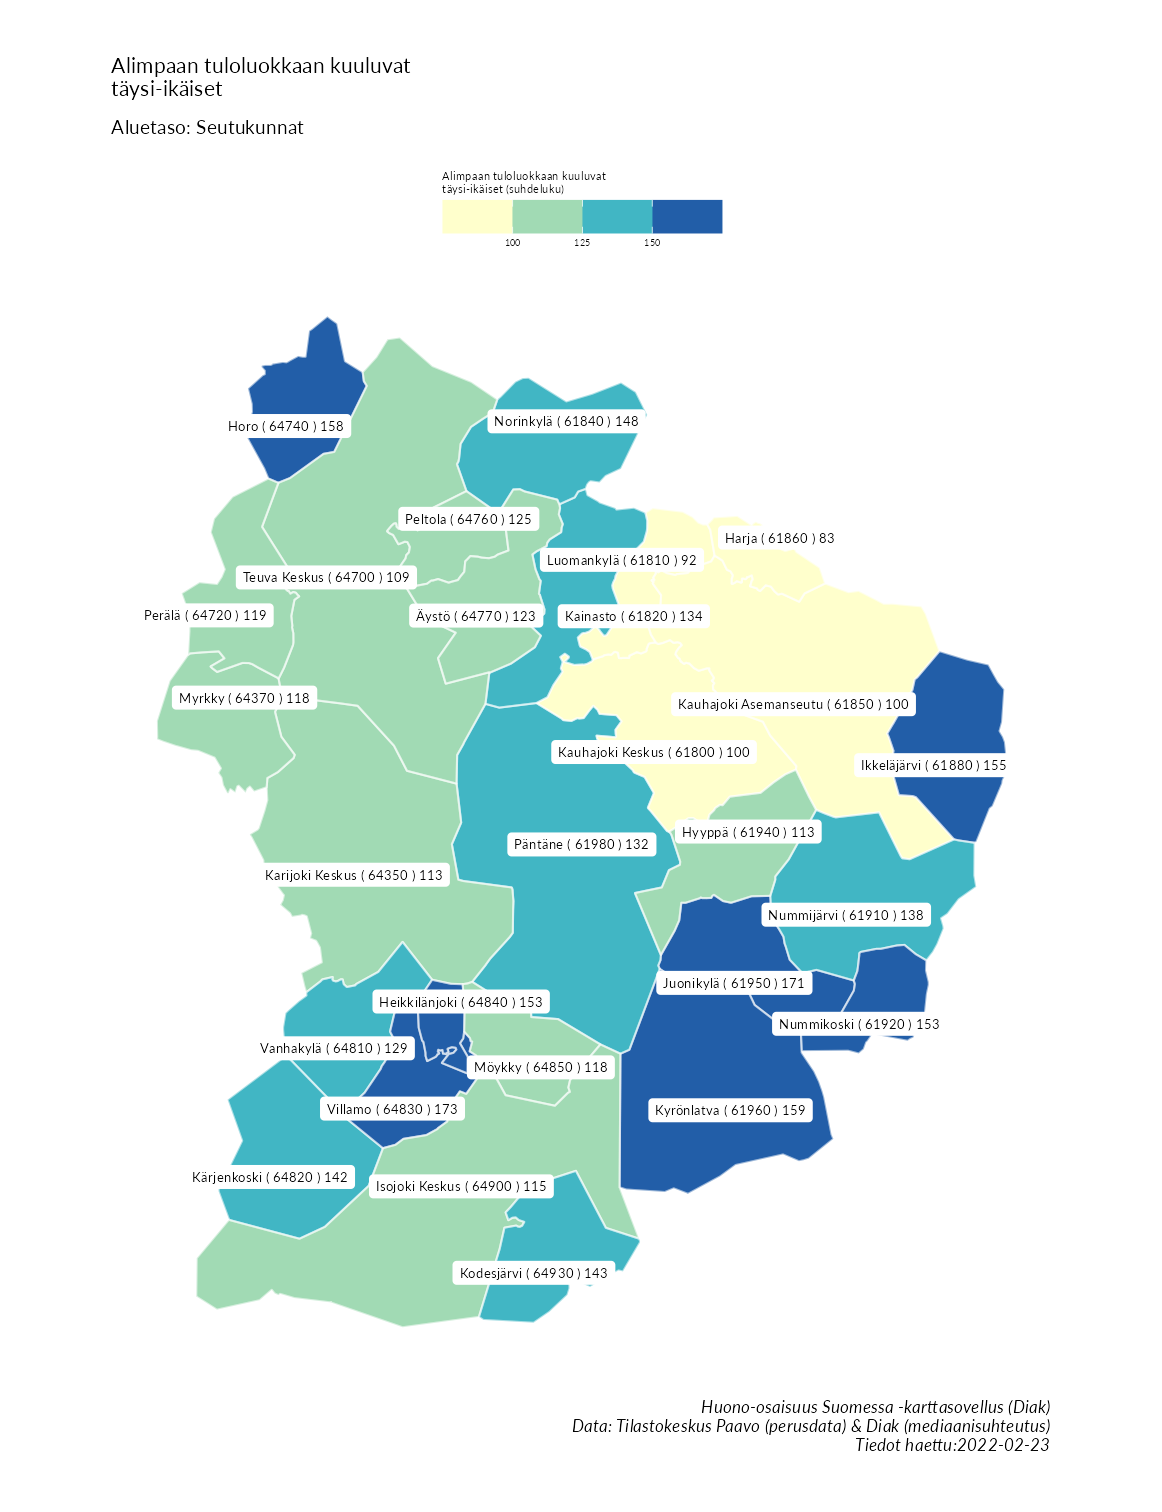 Alimpaan tuloluokkaan kuuluvat
täysi-ikäiset
Aluetaso: Seutukunnat
Alimpaan tuloluokkaan kuuluvat
täysi-ikäiset (suhdeluku)
100 125 150
Norinkylä ( 61840 ) 148
Horo ( 64740 ) 158
Peltola ( 64760 ) 125
Harja ( 61860 ) 83
Luomankylä ( 61810 ) 92
Teuva Keskus ( 64700 ) 109
Perälä ( 64720 ) 119
Äystö ( 64770 ) 123
Kainasto ( 61820 ) 134
Myrkky ( 64370 ) 118
Kauhajoki Asemanseutu ( 61850 ) 100
Kauhajoki Keskus ( 61800 ) 100
Ikkeläjärvi ( 61880 ) 155
Hyyppä ( 61940 ) 113
Päntäne ( 61980 ) 132
Karijoki Keskus ( 64350 ) 113
Nummijärvi ( 61910 ) 138
Juonikylä ( 61950 ) 171
Heikkilänjoki ( 64840 ) 153
Nummikoski ( 61920 ) 153
Vanhakylä ( 64810 ) 129
Möykky ( 64850 ) 118
Villamo ( 64830 ) 173
Kyrönlatva ( 61960 ) 159
Kärjenkoski ( 64820 ) 142
Isojoki Keskus ( 64900 ) 115
Kodesjärvi ( 64930 ) 143
Huono-osaisuus Suomessa -karttasovellus (Diak)
Data: Tilastokeskus Paavo (perusdata) & Diak (mediaanisuhteutus)
Tiedot haettu:2022-02-23